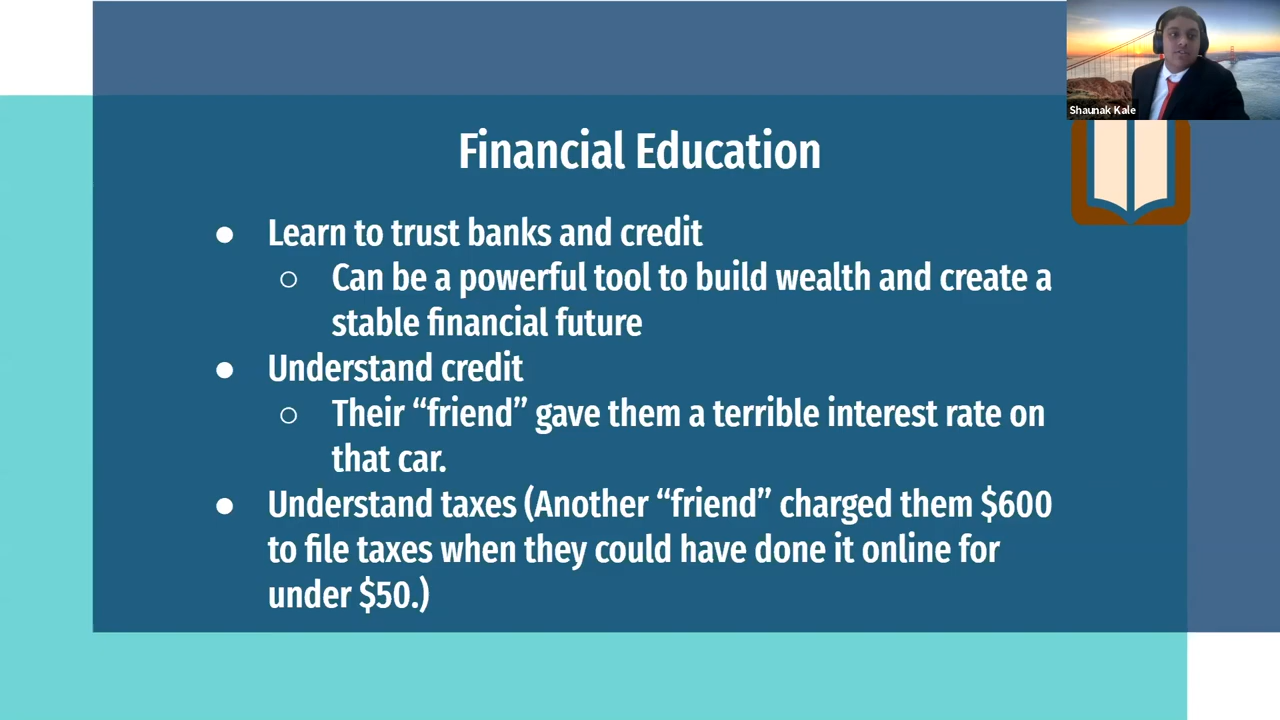 Shaunak Kale
Financial Education
● Learn to trust banks and credit
○ Can be a powerful tool to build wealth and create a
stable financial future
● Understand credit
○ Their “friend” gave them a terrible interest rate on
that car.
● Understand taxes (Another “friend” charged them $600
to file taxes when they could have done it online for
under $50.)